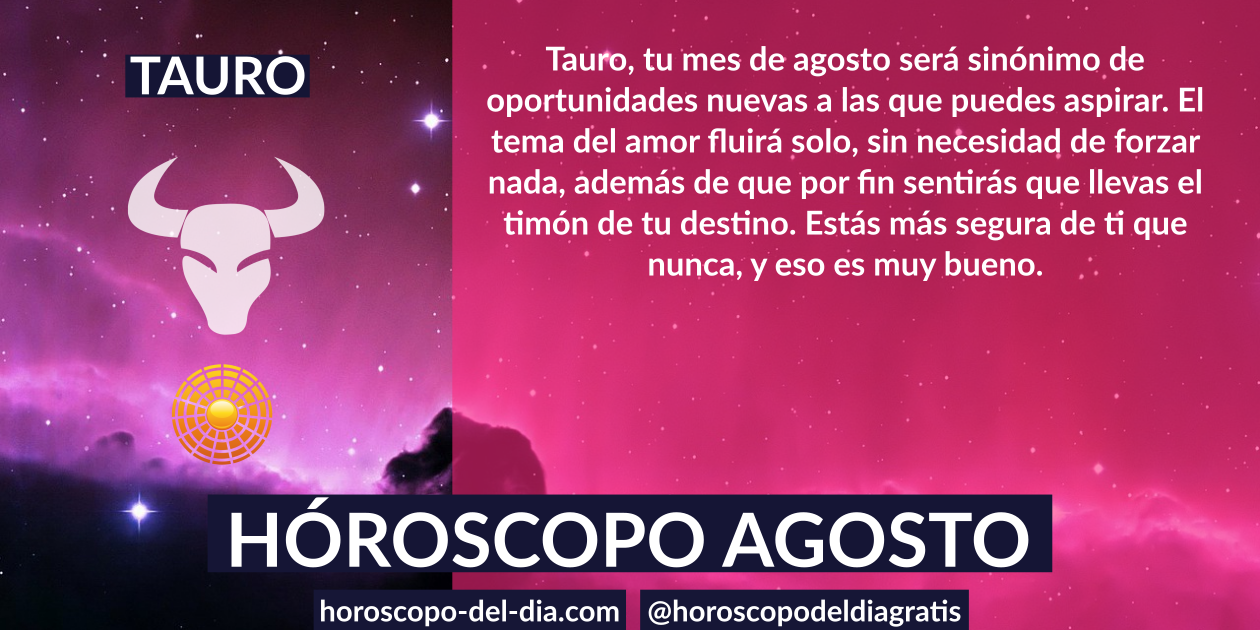 TAURO
Tauro, tu mes de agosto será sinónimo de
oportunidades nuevas a las que puedes aspirar. El
tema del amor fluirá solo, sin necesidad de forzar
nada, además de que por fin sentirás que llevas el
timón de tu destino. Estás más segura de ti que
nunca, y eso es muy bueno.
HÓROSCOPO AGOSTO
horoscopo-del-dia.com
@horoscopodeldiagratis